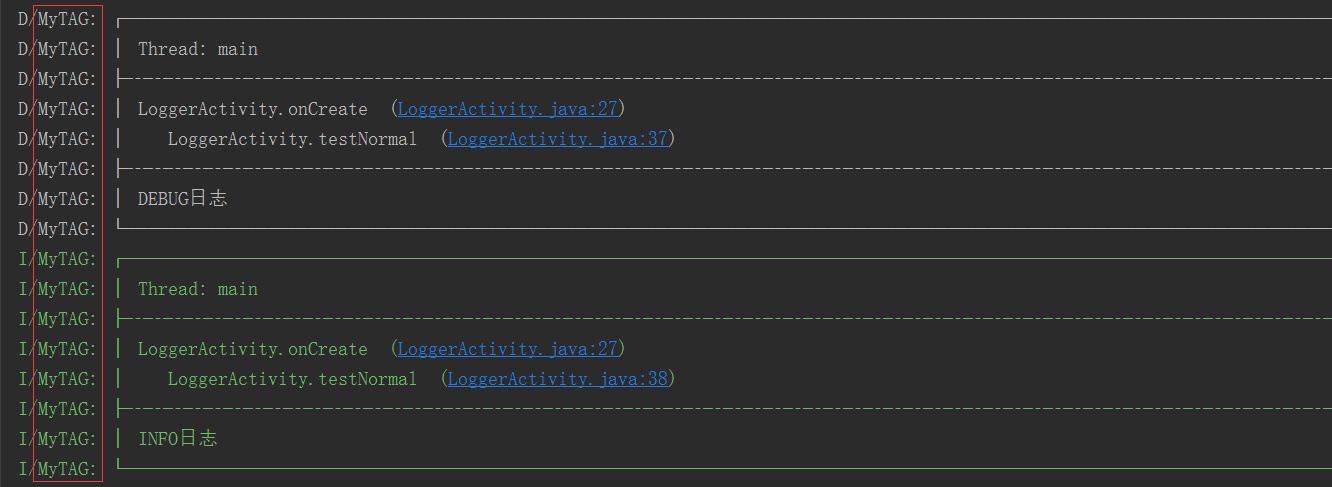 D/MyTAG: ┌────────────────────────────────────────
D/MyTAG: │ Thread: main
D/MyTAG: ├┄┄┄┄┄┄┄┄┄┄┄┄┄┄┄┄┄┄┄┄┄┄┄┄┄┄┄┄┄┄┄┄┄┄┄┄┄┄┄┄
D/MyTAG: │ LoggerActivity.onCreate  (LoggerActivity.java:27)
D/MyTAG: │    LoggerActivity.testNormal  (LoggerActivity.java:37)
D/MyTAG: ├┄┄┄┄┄┄┄┄┄┄┄┄┄┄┄┄┄┄┄┄┄┄┄┄┄┄┄┄┄┄┄┄┄┄┄┄┄┄┄┄
D/MyTAG: │ DEBUG日志
D/MyTAG: └────────────────────────────────────────
I/MyTAG: ┌────────────────────────────────────────
I/MyTAG: │ Thread: main
I/MyTAG: ├┄┄┄┄┄┄┄┄┄┄┄┄┄┄┄┄┄┄┄┄┄┄┄┄┄┄┄┄┄┄┄┄┄┄┄┄┄┄┄┄
I/MyTAG: │ LoggerActivity.onCreate  (LoggerActivity.java:27)
I/MyTAG: │    LoggerActivity.testNormal  (LoggerActivity.java:38)
I/MyTAG: ├┄┄┄┄┄┄┄┄┄┄┄┄┄┄┄┄┄┄┄┄┄┄┄┄┄┄┄┄┄┄┄┄┄┄┄┄┄┄┄┄
I/MyTAG: │ INFO日志
I/MyTAG: └────────────────────────────────────────